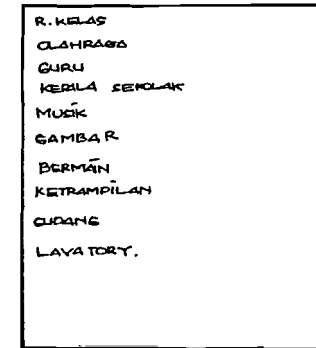 R. KELAS
OLAHRAGA
GURU
KEPALA SEKOLAH
MUSIK
GAMBAR
BERMAIN
KETRAMPILAN
GUDANG
LAVATORY.